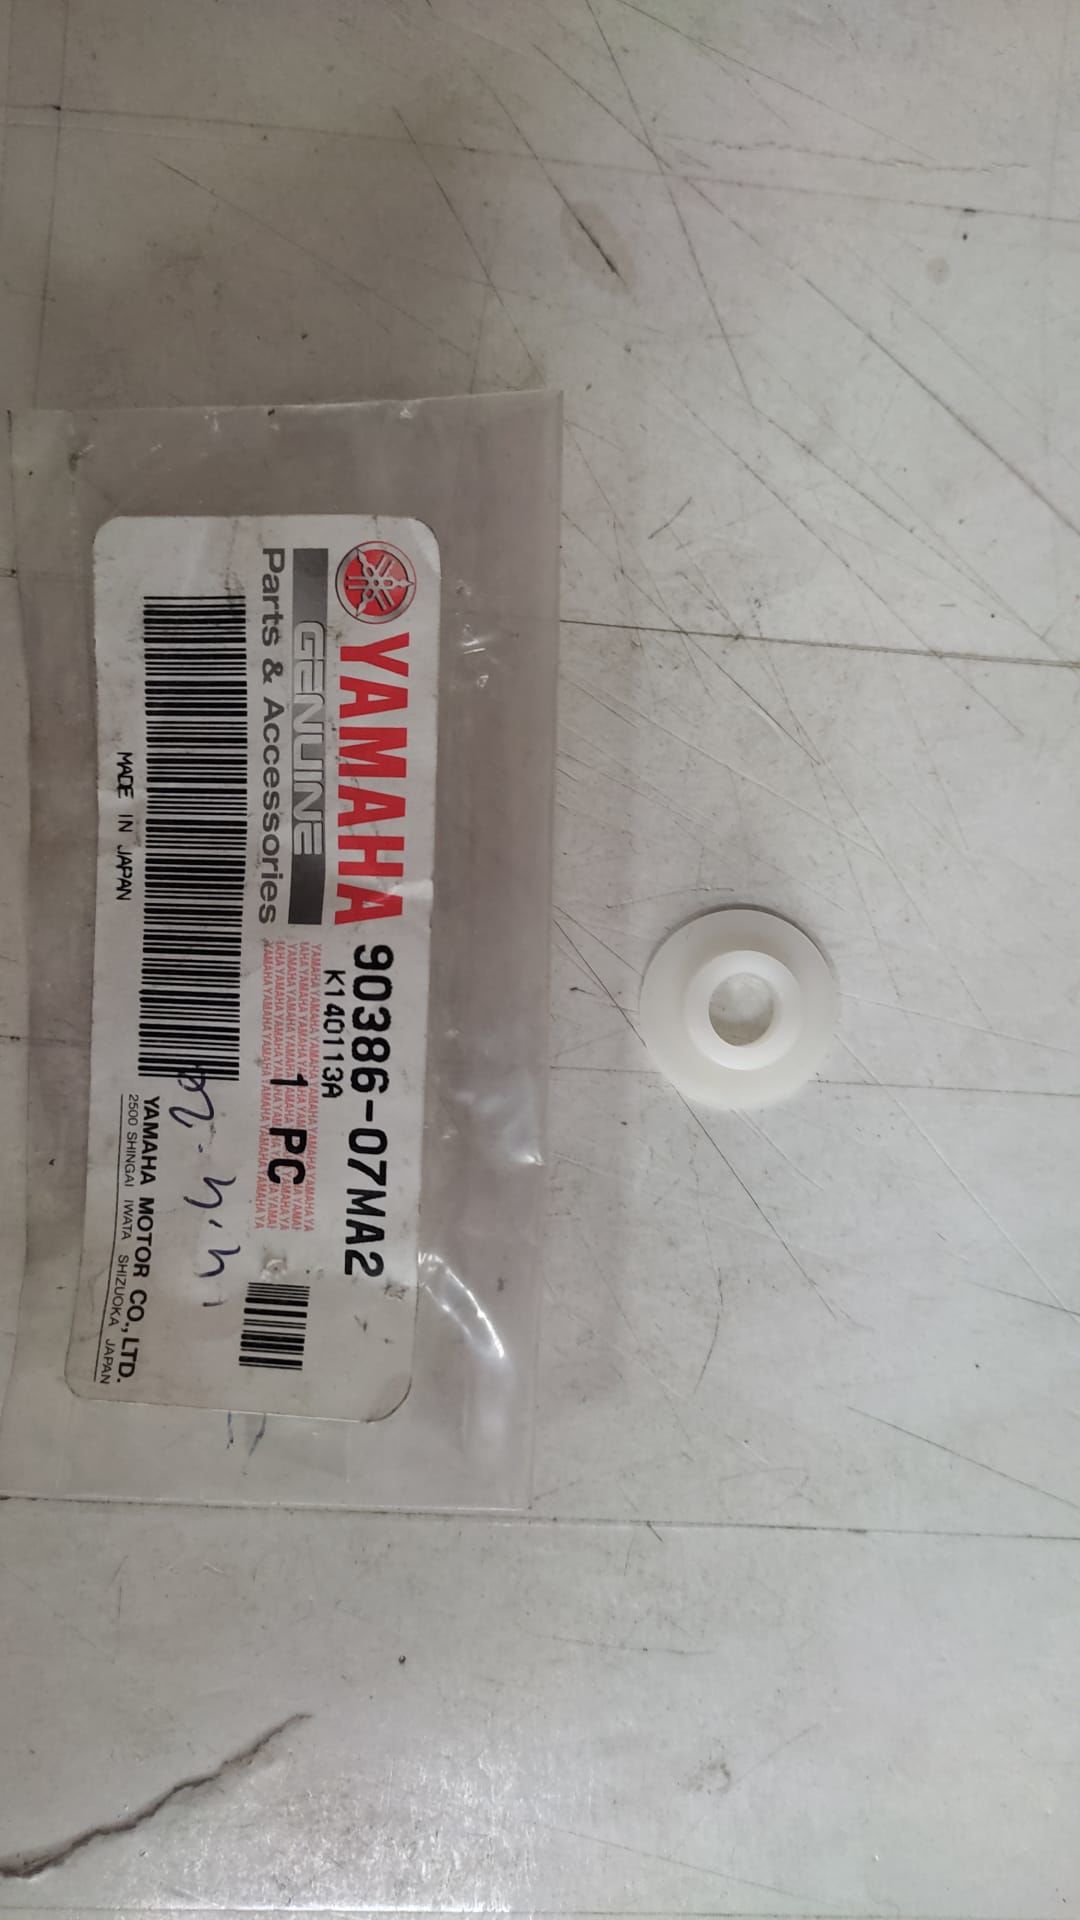 YAMAHA
GENUINE
Parts & Accessories
90386-07MA2
K140113A
1 PC
MADE IN JAPAN
YAMAHA MOTOR CO., LTD.
2500 SHINGAI IWATA SHIZUOKA JAPAN